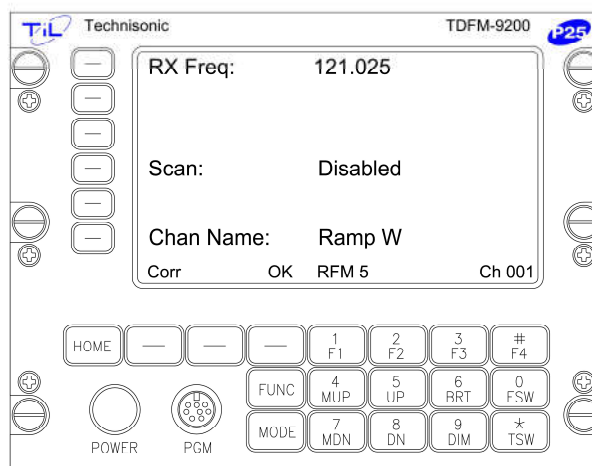 TiL Technisonic TDFM-9200 P25
RX Freq: 121.025
Scan: Disabled
Chan Name: Ramp W
Corr OK RFM 5 Ch 001
HOME 1 2 3 #
F1 F2 F3 F4
FUNC 4 5 6 0
MUP UP BRT FSW
MODE 7 8 9 *
MDN DN DIM TSW
POWER PGM